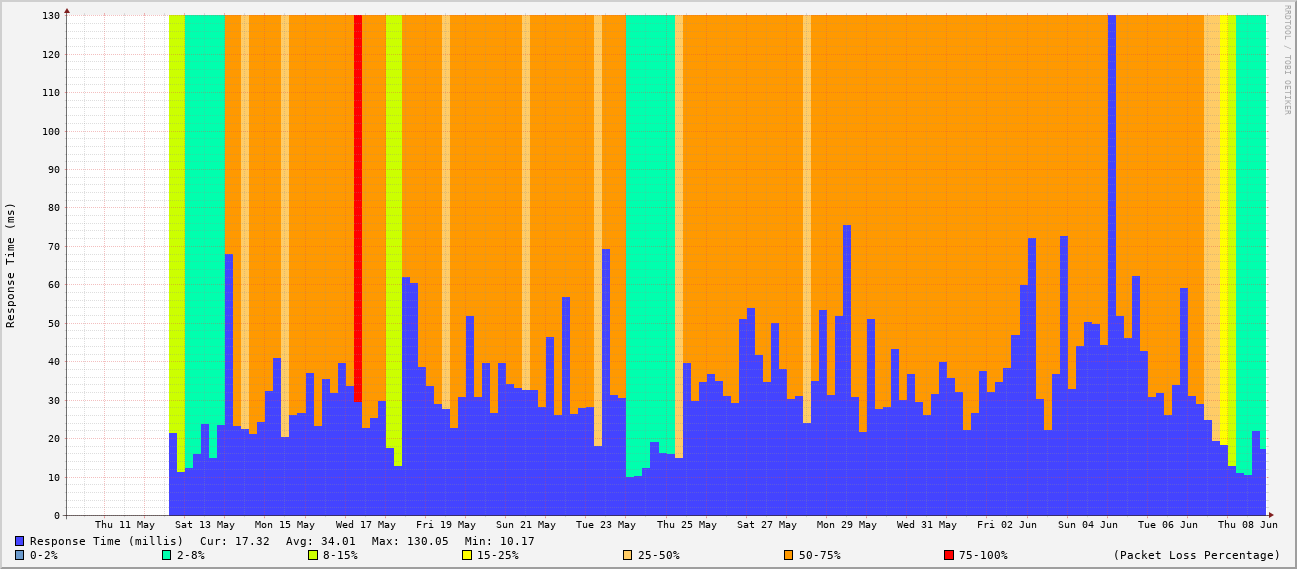 RRDTOOL / TOBI OETIKER
Response Time (ms)
130
120
110
100
90
80
70
60
50
40
30
20
10
0
Thu 11 May Sat 13 May Mon 15 May Wed 17 May Fri 19 May Sun 21 May Tue 23 May Thu 25 May Sat 27 May Mon 29 May Wed 31 May Fri 02 Jun Sun 04 Jun Tue 06 Jun Thu 08 Jun
Response Time (millis) Cur: 17.32 Avg: 34.01 Max: 130.05 Min: 10.17
0-2% 2-8% 8-15% 15-25% 25-50% 50-75% 75-100% (Packet Loss Percentage)